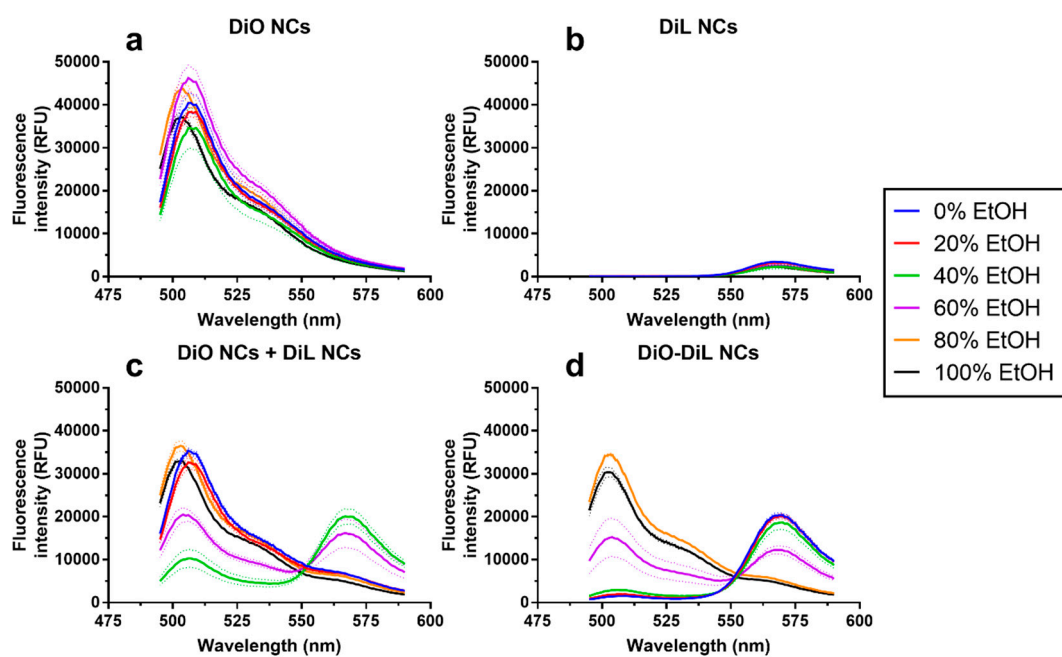 a
DiO NCs
Fluorescence
intensity (RFU)
50000
40000
30000
20000
10000
0
475
500
525
550
575
600
Wavelength (nm)
b
DiL NCs
Fluorescence
intensity (RFU)
50000
40000
30000
20000
10000
0
475
500
525
550
575
600
Wavelength (nm)
c
DiO NCs + DiL NCs
Fluorescence
intensity (RFU)
50000
40000
30000
20000
10000
0
475
500
525
550
575
600
Wavelength (nm)
d
DiO-DiL NCs
Fluorescence
intensity (RFU)
50000
40000
30000
20000
10000
0
475
500
525
550
575
600
Wavelength (nm)
0% EtOH
20% EtOH
40% EtOH
60% EtOH
80% EtOH
100% EtOH